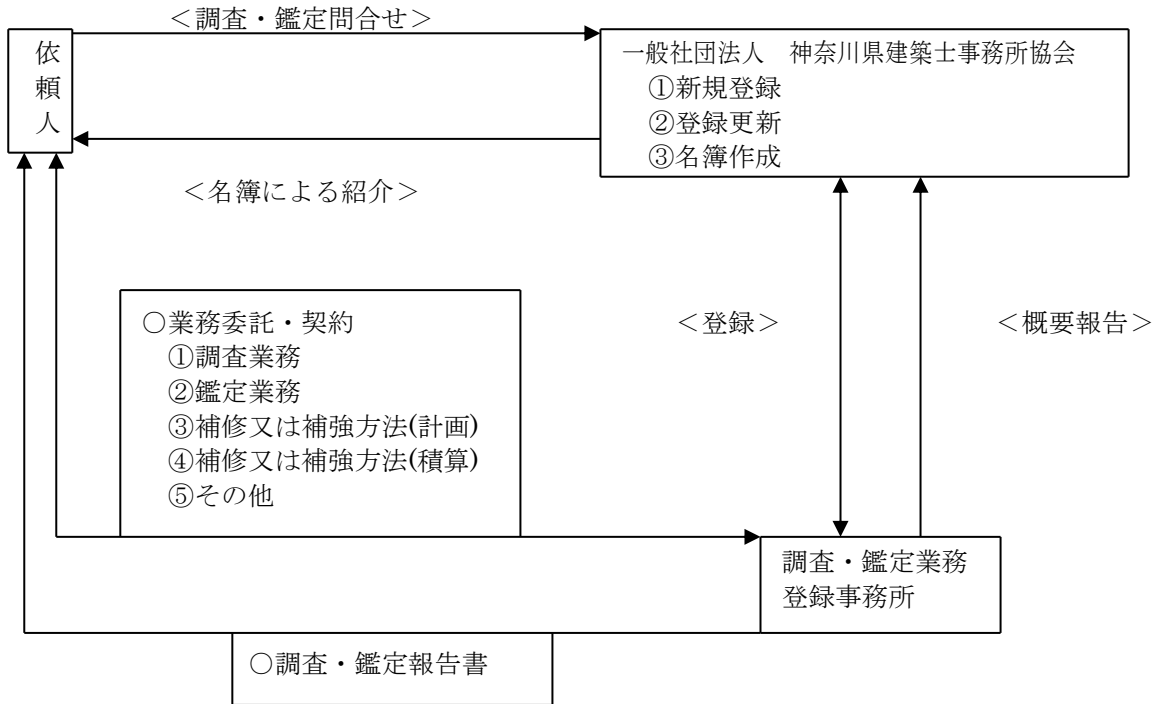 ＜調査・鑑定問合せ＞
依頼人
一般社団法人　神奈川県建築士事務所協会
①新規登録
②登録更新
③名簿作成
＜名簿による紹介＞
○業務委託・契約
①調査業務
②鑑定業務
③補修又は補強方法(計画)
④補修又は補強方法(積算)
⑤その他
＜登録＞
＜概要報告＞
調査・鑑定業務
登録事務所
○調査・鑑定報告書